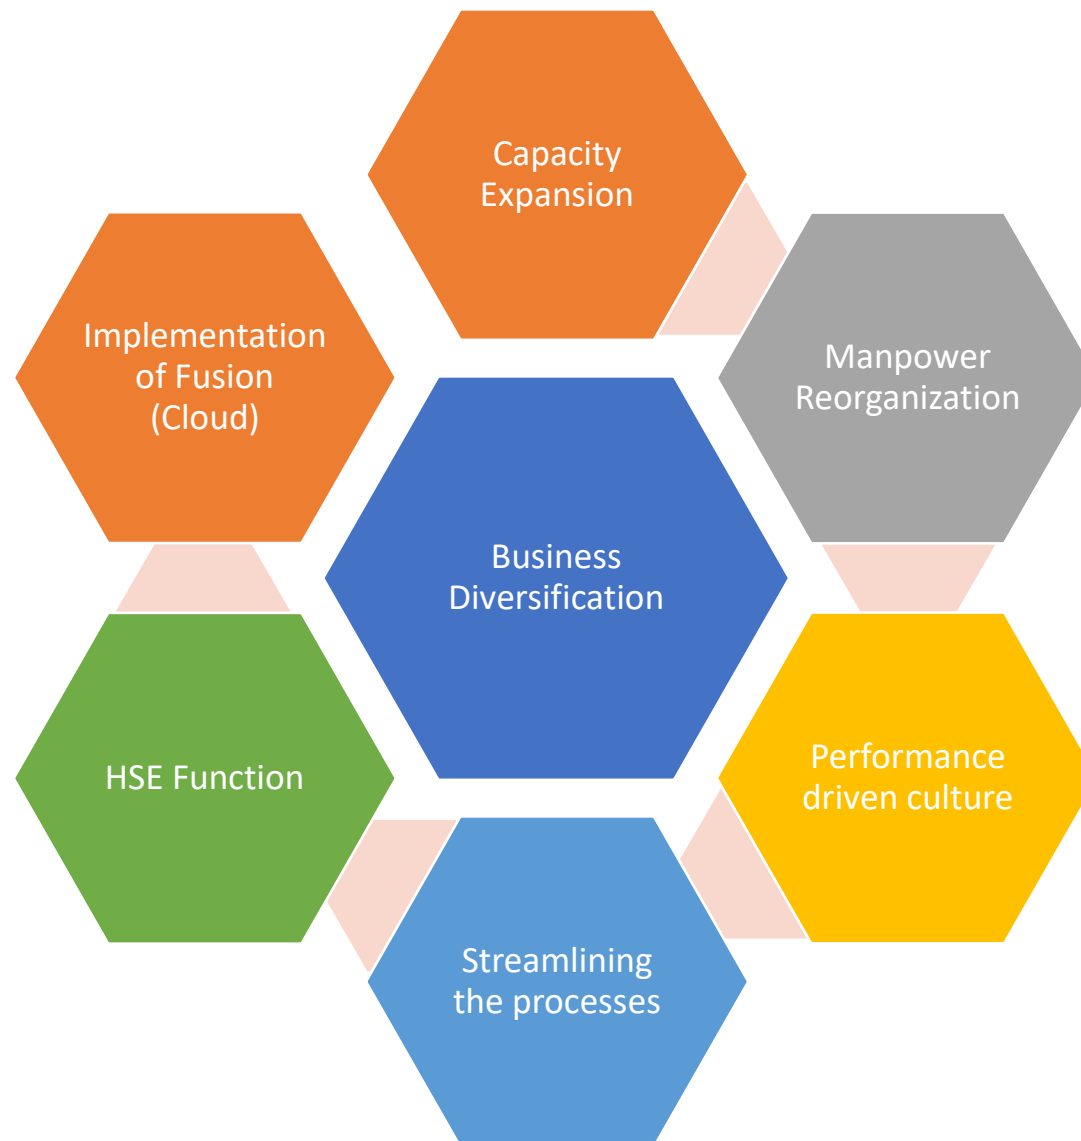 Capacity
Expansion
Manpower
Reorganization
Performance
driven culture
Streamlining
the processes
HSE Function
Implementation
of Fusion
(Cloud)
Business
Diversification